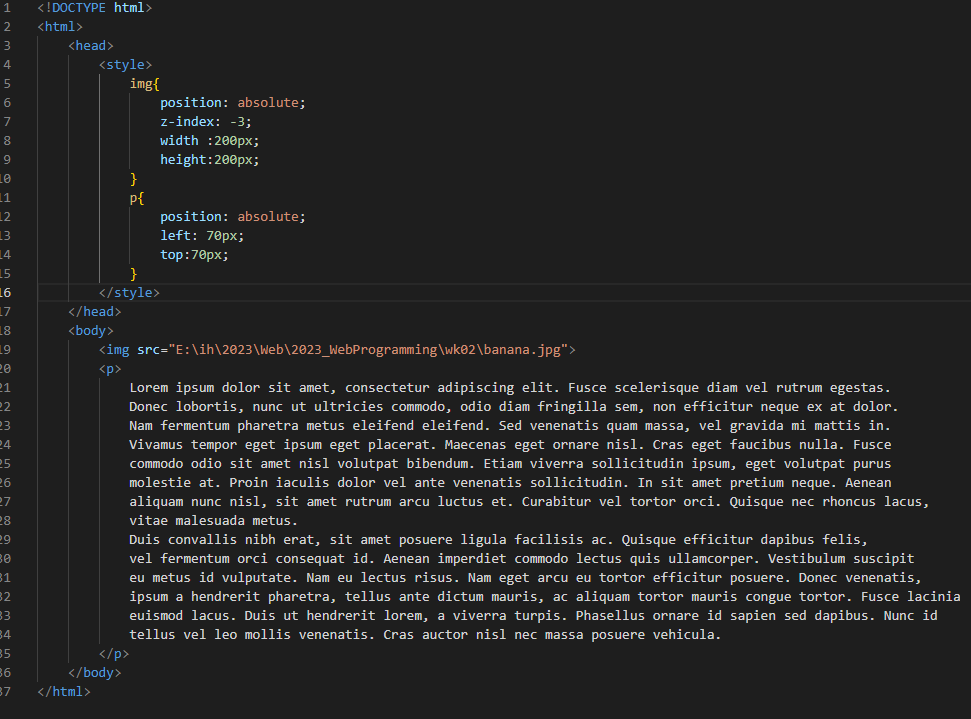 1 <!DOCTYPE html>
2 <html>
3 <head>
4 <style>
5 img{
6 position: absolute;
7 z-index: -3;
8 width :200px;
9 height:200px;
10 }
11 p{
12 position: absolute;
13 left: 70px;
14 top:70px;
15 }
16 </style>
17 </head>
18 <body>
19 <img src="E:\ih\2023\Web\2023_WebProgramming\wk02\banana.jpg">
20 <p>
21 Lorem ipsum dolor sit amet, consectetur adipiscing elit. Fusce scelerisque diam vel rutrum egestas.
22 Donec lobortis, nunc ut ultricies commodo, odio diam fringilla sem, non efficitur neque ex at dolor.
23 Nam fermentum pharetra metus eleifend eleifend. Sed venenatis quam massa, vel gravida mi mattis in.
24 Vivamus tempor eget ipsum eget placerat. Maecenas eget ornare nisl. Cras eget faucibus nulla. Fusce
25 commodo odio sit amet nisl volutpat bibendum. Etiam viverra sollicitudin ipsum, eget volutpat purus
26 molestie at. Proin iaculis dolor vel ante venenatis sollicitudin. In sit amet pretium neque. Aenean
27 aliquam nunc nisl, sit amet rutrum arcu luctus et. Curabitur vel tortor orci. Quisque nec rhoncus lacus,
28 vitae malesuada metus.
29 Duis convallis nibh erat, sit amet posuere ligula facilisis ac. Quisque efficitur dapibus felis,
30 vel fermentum orci consequat id. Aenean imperdiet commodo lectus quis ullamcorper. Vestibulum suscipit
31 eu metus id vulputate. Nam eu lectus risus. Nam eget arcu eu tortor efficitur posuere. Donec venenatis,
32 ipsum a hendrerit pharetra, tellus ante dictum mauris, ac aliquam tortor mauris congue tortor. Fusce lacinia
33 euismod lacus. Duis ut hendrerit lorem, a viverra turpis. Phasellus ornare id sapien sed dapibus. Nunc id
34 tellus vel leo mollis venenatis. Cras auctor nisl nec massa posuere vehicula.
35 </p>
36 </body>
37 </html>